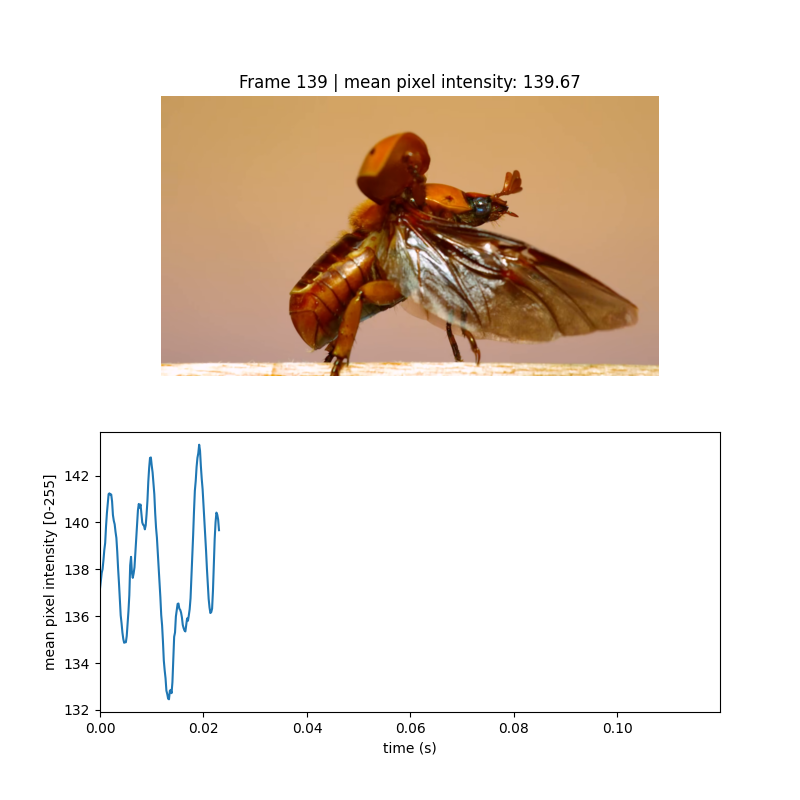 Frame 139 | mean pixel intensity: 139.67
mean pixel intensity [0-255]
142
140
138
136
134
132
0.00 0.02 0.04 0.06 0.08 0.10
time (s)